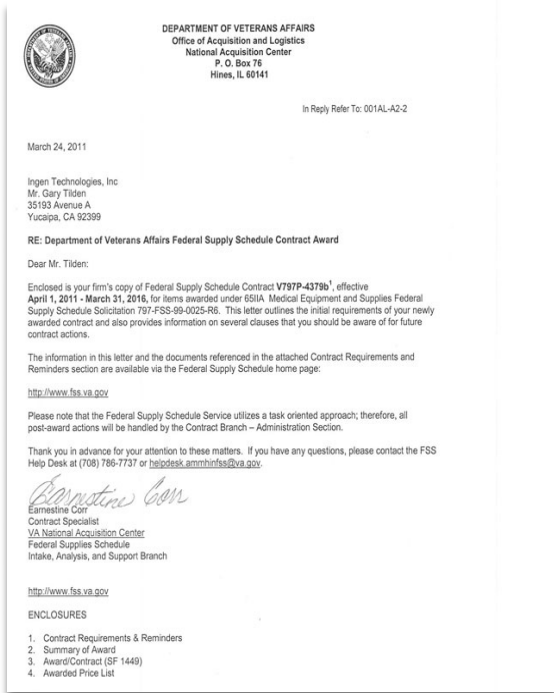 DEPARTMENT OF VETERANS AFFAIRS
Office of Acquisition and Logistics
National Acquisition Center
P. O. Box 76
Hines, IL 60141
In Reply Refer To: 001AL-A2-2
March 24, 2011
Ingen Technologies, Inc
Mr. Gary Tilden
35193 Avenue A
Yucaipa, CA 92399
RE: Department of Veterans Affairs Federal Supply Schedule Contract Award
Dear Mr. Tilden:
Enclosed is your firm's copy of Federal Supply Schedule Contract V797P-4379b¹, effective
April 1, 2011 - March 31, 2016, for items awarded under 65IIA Medical Equipment and Supplies Federal
Supply Schedule Solicitation 797-FSS-99-0025-R6. This letter outlines the initial requirements of your newly
awarded contract and also provides information on several clauses that you should be aware of for future
contract actions.
The information in this letter and the documents referenced in the attached Contract Requirements and
Reminders section are available via the Federal Supply Schedule home page:
http://www.fss.va.gov
Please note that the Federal Supply Schedule Service utilizes a task oriented approach; therefore, all
post-award actions will be handled by the Contract Branch – Administration Section.
Thank you in advance for your attention to these matters. If you have any questions, please contact the FSS
Help Desk at (708) 786-7737 or helpdesk.ammhinfss@va.gov.
Earnestine Corr
Earnestine Corr
Contract Specialist
VA National Acquisition Center
Federal Supplies Schedule
Intake, Analysis, and Support Branch
http://www.fss.va.gov
ENCLOSURES
1. Contract Requirements & Reminders
2. Summary of Award
3. Award/Contract (SF 1449)
4. Awarded Price List